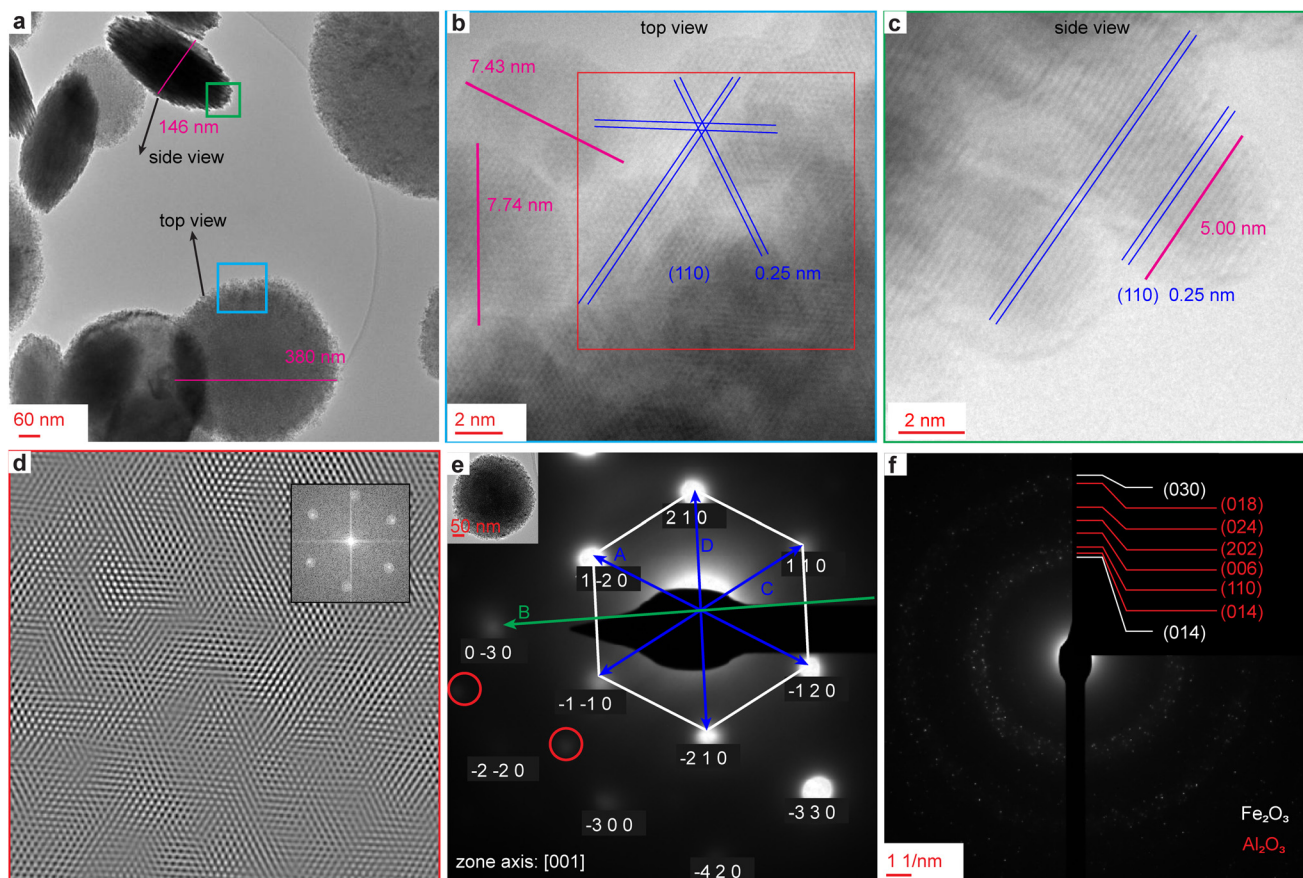 a
146 nm
side view
top view
380 nm
60 nm
b
top view
7.43 nm
7.74 nm
(110) 0.25 nm
2 nm
c
side view
5.00 nm
(110) 0.25 nm
2 nm
d
e
50 nm
2 1 0
A
D
1 -2 0
1 1 0
C
B
0 -3 0
-1 2 0
-1 -1 0
-2 1 0
-2 -2 0
-3 3 0
-3 0 0
zone axis: [001]
-4 2 0
f
(030)
(018)
(024)
(202)
(006)
(110)
(014)
(014)
Fe₂O₃
Al₂O₃
1 1/nm